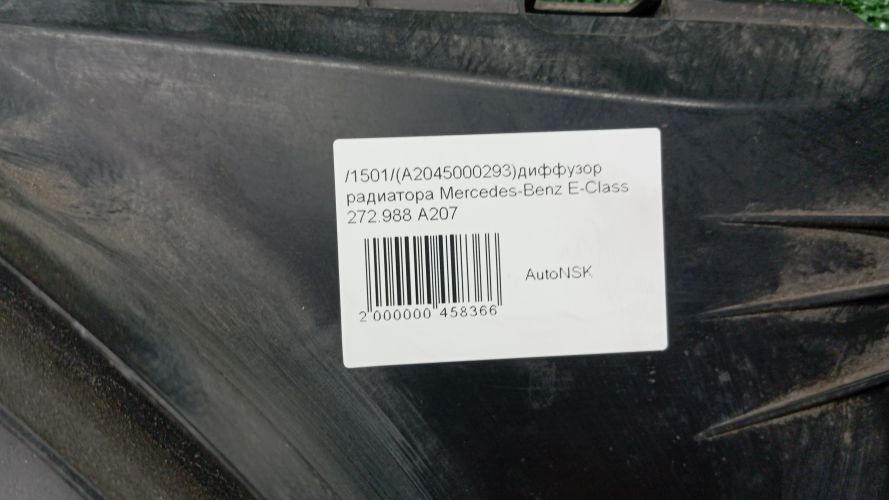 /1501/(A2045000293)диффузор
радиатора Mercedes-Benz E-Class
272.988 A207
AutoNSK
2 000000 458366